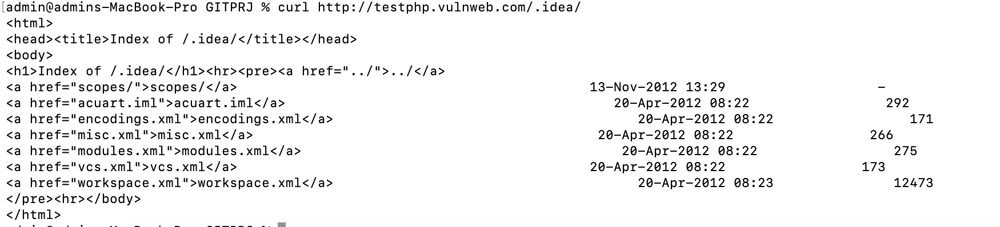 [admin@admins-MacBook-Pro GITPRJ % curl http://testphp.vulnweb.com/.idea/
<html>
<head><title>Index of /.idea/</title></head>
<body>
<h1>Index of /.idea/</h1><hr><pre><a href="../">../</a>
<a href="scopes/">scopes/</a>                                            13-Nov-2012 13:29                   -
<a href="acuart.iml">acuart.iml</a>                                         20-Apr-2012 08:22                 292
<a href="encodings.xml">encodings.xml</a>                                      20-Apr-2012 08:22                 171
<a href="misc.xml">misc.xml</a>                                           20-Apr-2012 08:22                 266
<a href="modules.xml">modules.xml</a>                                        20-Apr-2012 08:22                 275
<a href="vcs.xml">vcs.xml</a>                                            20-Apr-2012 08:22                 173
<a href="workspace.xml">workspace.xml</a>                                      20-Apr-2012 08:23               12473
</pre><hr></body>
</html>